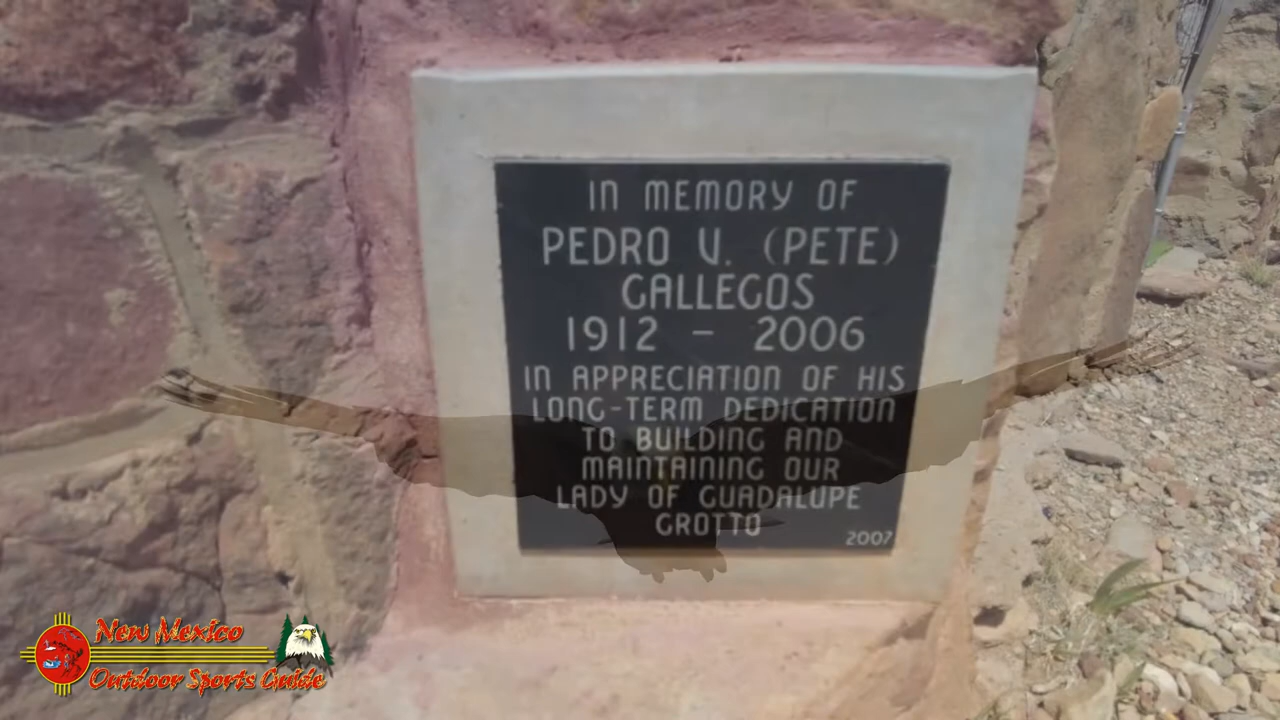 IN MEMORY OF
PEDRO V. (PETE)
GALLEGOS
1912 - 2006
IN APPRECIATION OF HIS
LONG-TERM DEDICATION
TO BUILDING AND
MAINTAINING OUR
LADY OF GUADALUPE
GROTTO
2007
New Mexico
Outdoor Sports Guide